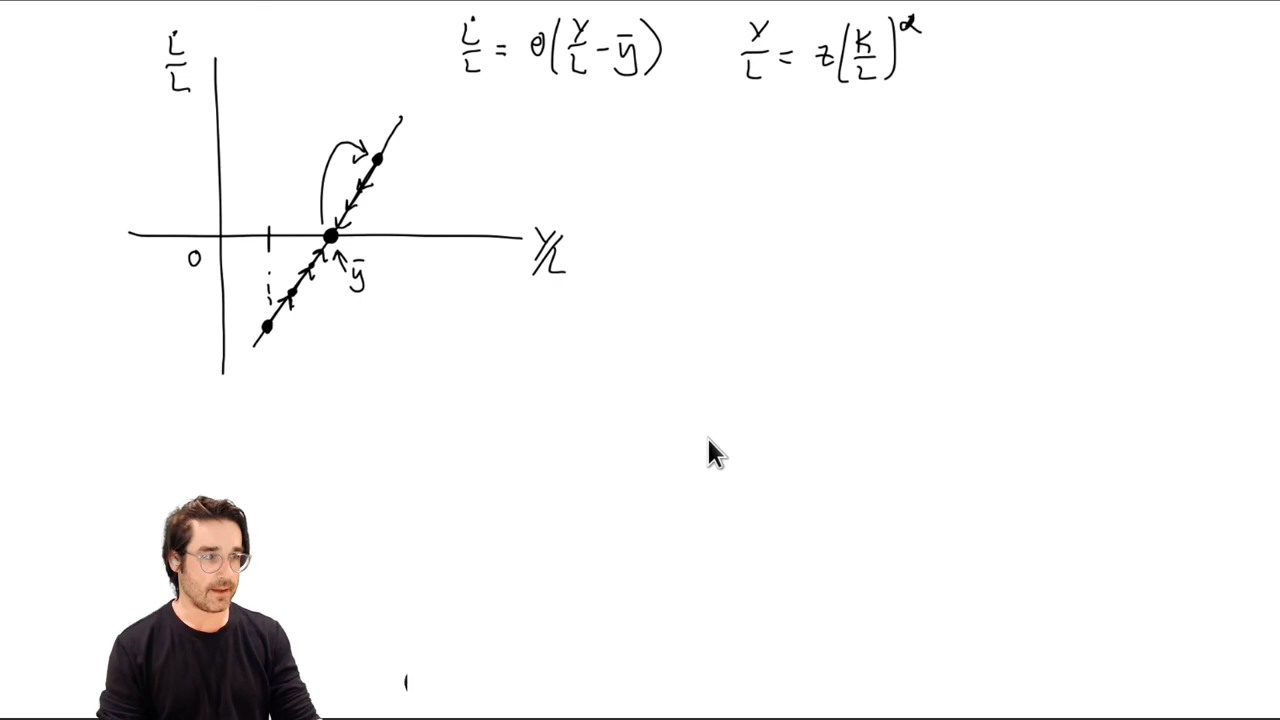 L̇/L
L̇/L = θ(Y/L - ȳ)
Y/L = z(K/L)^α
0
ȳ
Y/L